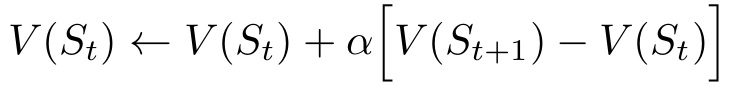 V(S_t) ← V(S_t) + α[V(S_{t+1}) − V(S_t)]